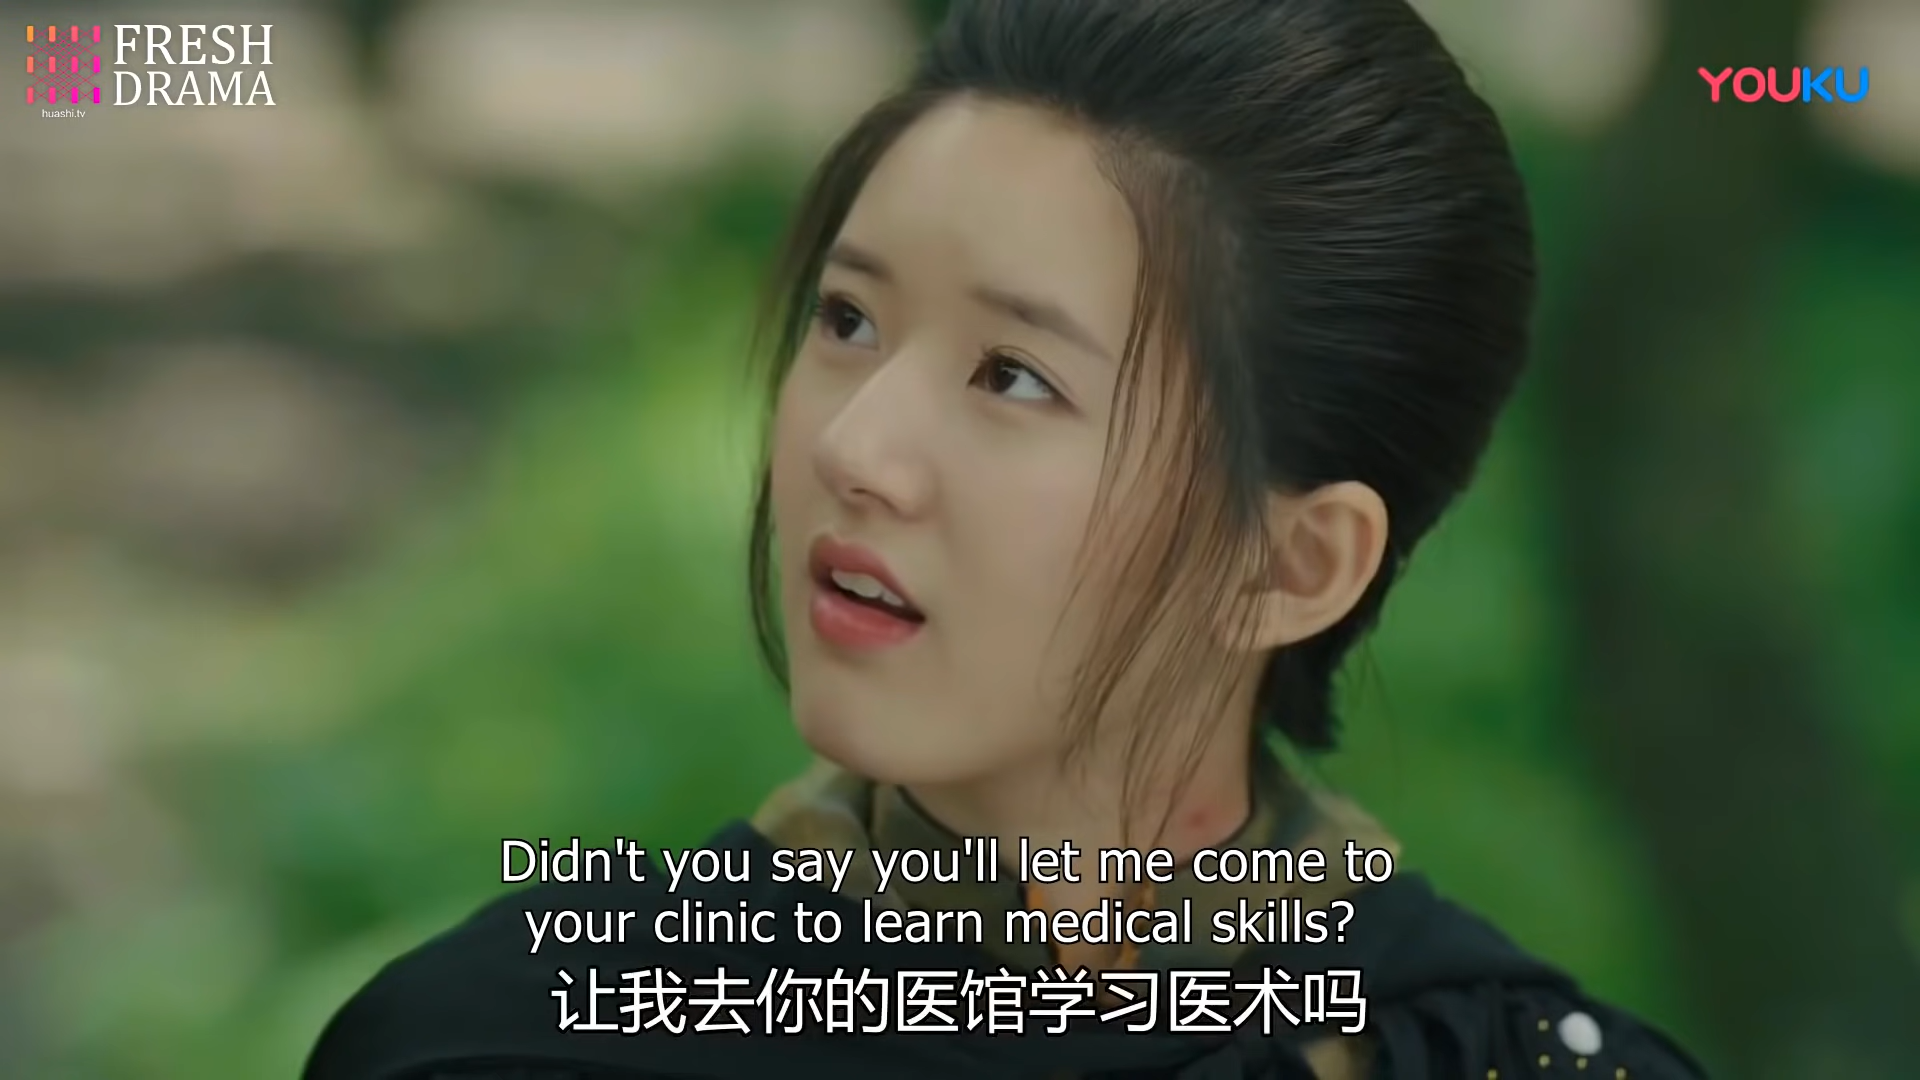 FRESH
DRAMA
huashi.tv
YOUKU
Didn't you say you'll let me come to
your clinic to learn medical skills?
让我去你的医馆学习医术吗